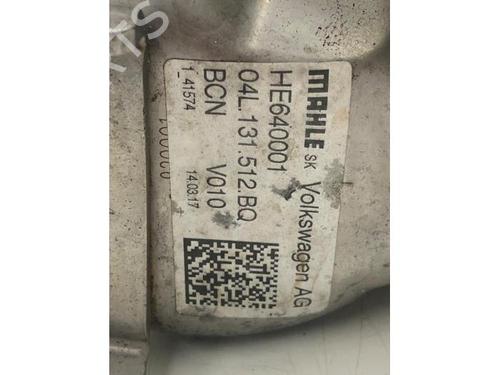 MAHLE SK Volkswagen AG
HE640001
04L.131.512.BQ
BCN V010
1_41574 14.03.17